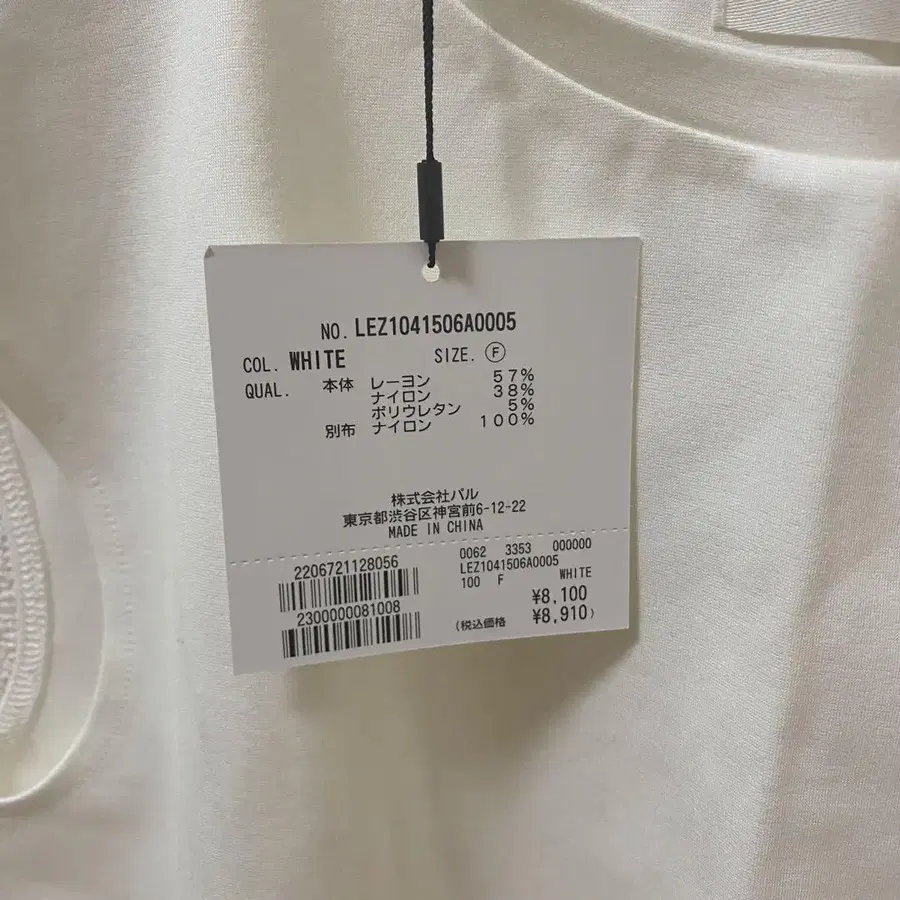 NO. LEZ1041506A0005
COL. WHITE SIZE. Ⓕ
QUAL. 本体 レーヨン 57%
ナイロン 38%
ポリウレタン 5%
別布 ナイロン 100%
株式会社パル
東京都渋谷区神宮前6-12-22
MADE IN CHINA
2206721128056
2300000081008
0062 3353 000000
LEZ1041506A0005
100 F WHITE
¥8,100
(税込価格 ¥8,910)